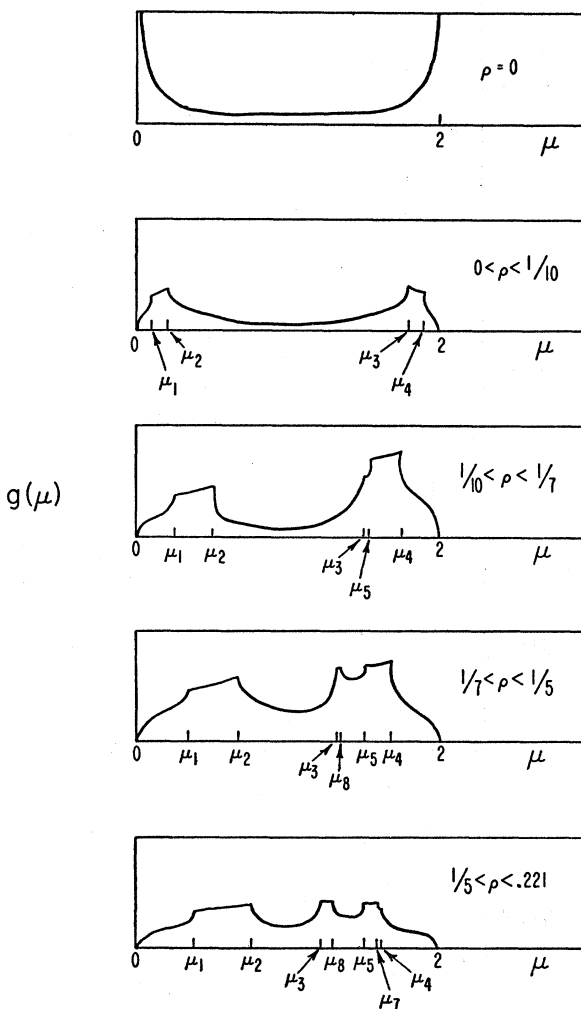 ρ = 0
0 2 μ
0 < ρ < 1/10
0 2 μ
μ₁ μ₂ μ₃ μ₄
1/10 < ρ < 1/7
g(μ)
0 μ₁ μ₂ μ₃ μ₅ μ₄ 2 μ
1/7 < ρ < 1/5
0 μ₁ μ₂ μ₃ μ₈ μ₅ μ₄ 2 μ
1/5 < ρ < .221
0 μ₁ μ₂ μ₃ μ₈ μ₅ μ₇ μ₄ 2 μ